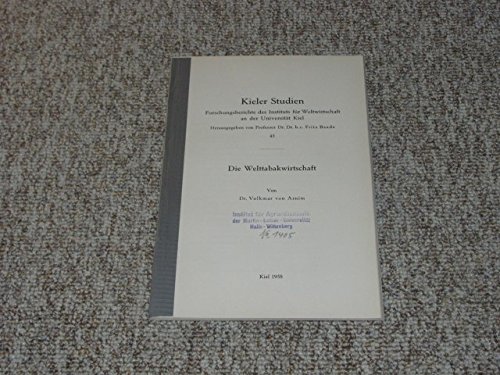 Kieler Studien
Forschungsberichte des Instituts für Weltwirtschaft
an der Universität Kiel
Herausgegeben von Professor Dr. Dr. h. c. Fritz Baade
45
Die Welttabakwirtschaft
Von
Dr. Volkmar von Arnim
Institut für Agrarökonomie
der Martin-Luther-Universität
Halle-Wittenberg
1405
Kiel 1958